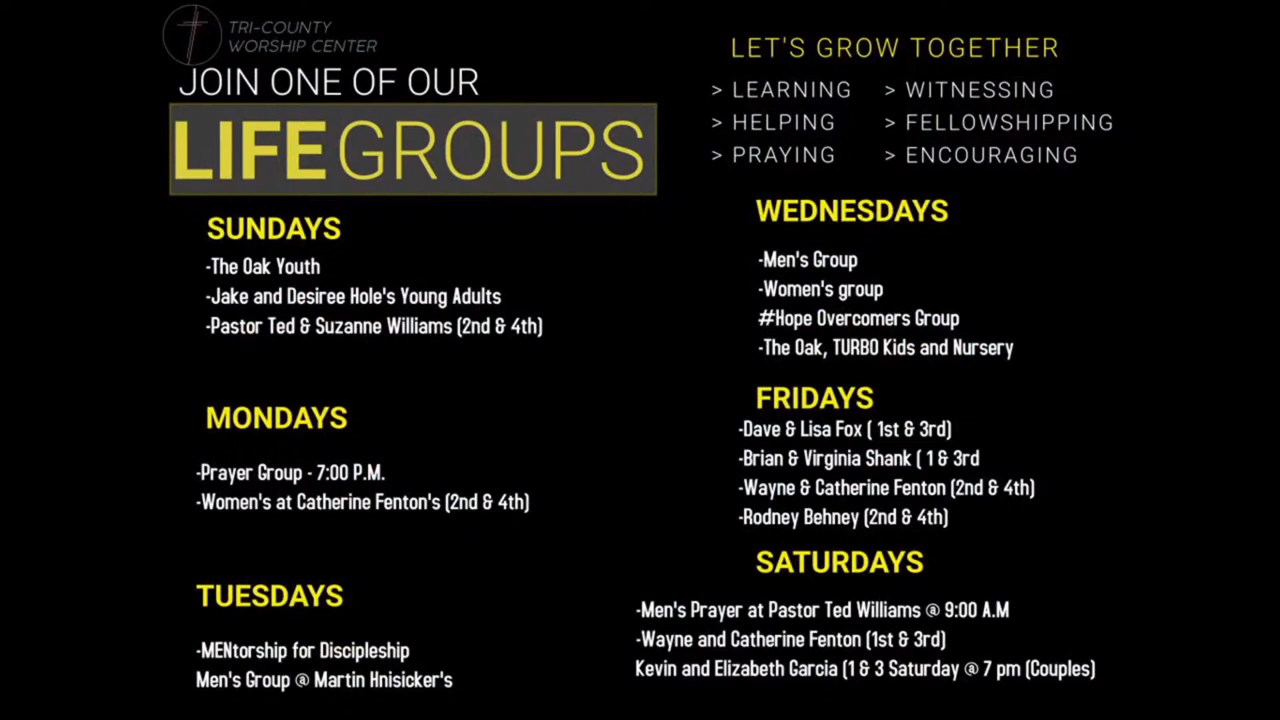 TRI-COUNTY
WORSHIP CENTER
JOIN ONE OF OUR
LIFEGROUPS
LET'S GROW TOGETHER
> LEARNING > WITNESSING
> HELPING > FELLOWSHIPPING
> PRAYING > ENCOURAGING
SUNDAYS
-The Oak Youth
-Jake and Desiree Hole's Young Adults
-Pastor Ted & Suzanne Williams (2nd & 4th)
MONDAYS
-Prayer Group - 7:00 P.M.
-Women's at Catherine Fenton's (2nd & 4th)
TUESDAYS
-MENtorship for Discipleship
Men's Group @ Martin Hnisicker's
WEDNESDAYS
-Men's Group
-Women's group
#Hope Overcomers Group
-The Oak, TURBO Kids and Nursery
FRIDAYS
-Dave & Lisa Fox ( 1st & 3rd)
-Brian & Virginia Shank ( 1 & 3rd
-Wayne & Catherine Fenton (2nd & 4th)
-Rodney Behney (2nd & 4th)
SATURDAYS
-Men's Prayer at Pastor Ted Williams @ 9:00 A.M
-Wayne and Catherine Fenton (1st & 3rd)
Kevin and Elizabeth Garcia (1 & 3 Saturday @ 7 pm (Couples)